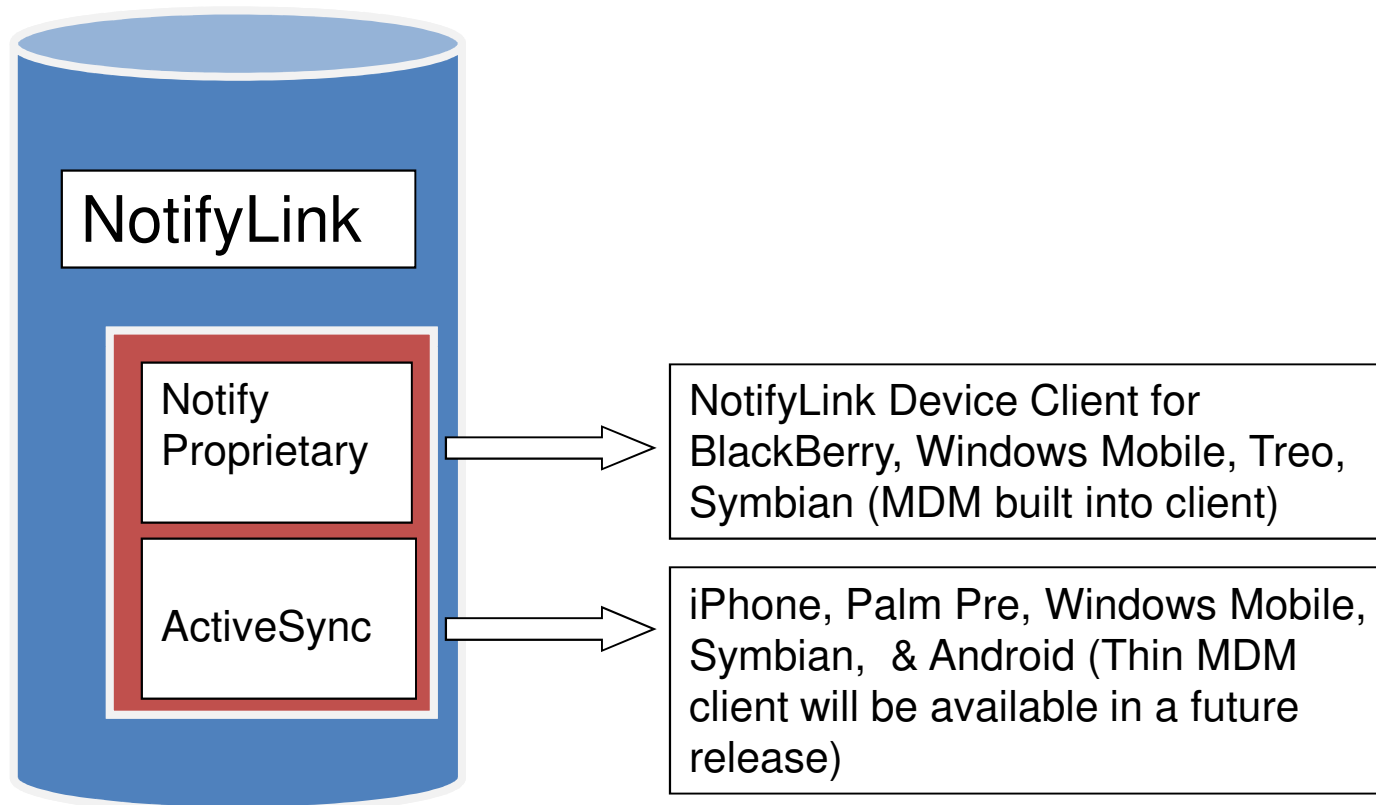 NotifyLink
Notify
Proprietary
ActiveSync
NotifyLink Device Client for
BlackBerry, Windows Mobile, Treo,
Symbian (MDM built into client)
iPhone, Palm Pre, Windows Mobile,
Symbian,  & Android (Thin MDM
client will be available in a future
release)